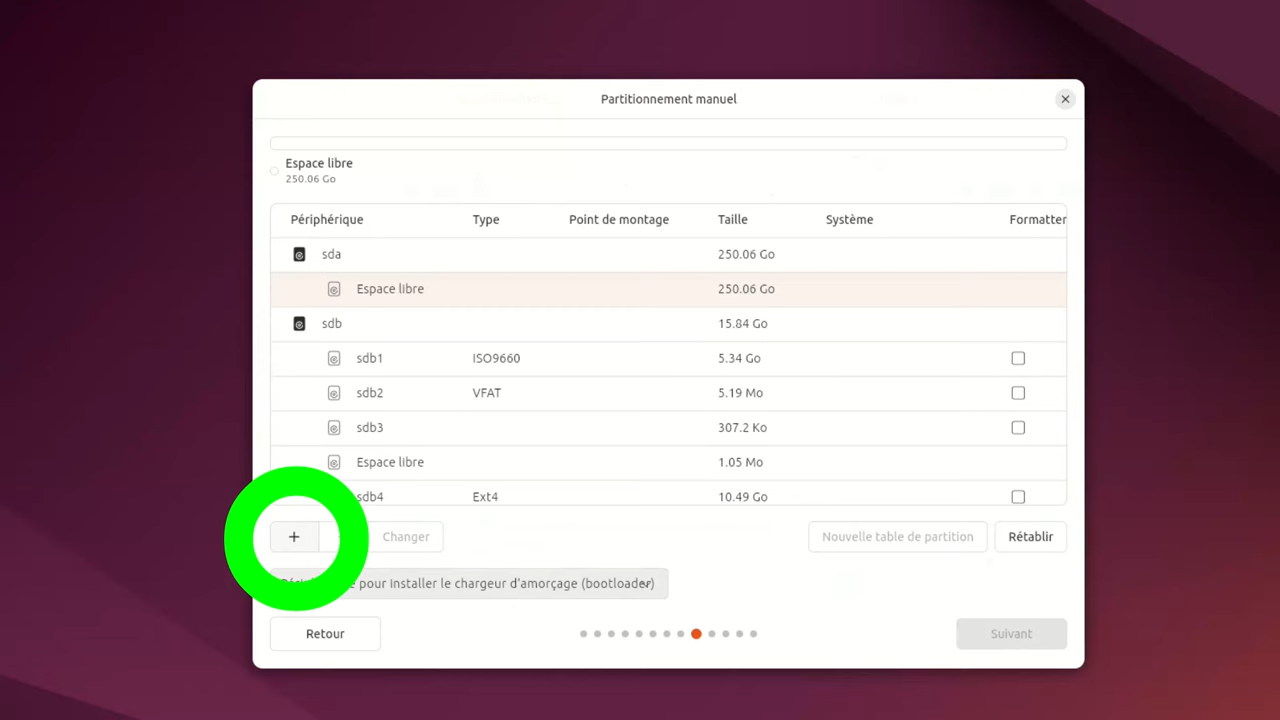 Partitionnement manuel
Espace libre
250.06 Go
Périphérique Type Point de montage Taille Système Formatter
sda 250.06 Go
Espace libre 250.06 Go
sdb 15.84 Go
sdb1 ISO9660 5.34 Go
sdb2 VFAT 5.19 Mo
sdb3 307.2 Ko
Espace libre 1.05 Mo
sdb4 Ext4 10.49 Go
+ Changer Nouvelle table de partition Rétablir
pour installer le chargeur d'amorçage (bootloader)
Retour Suivant